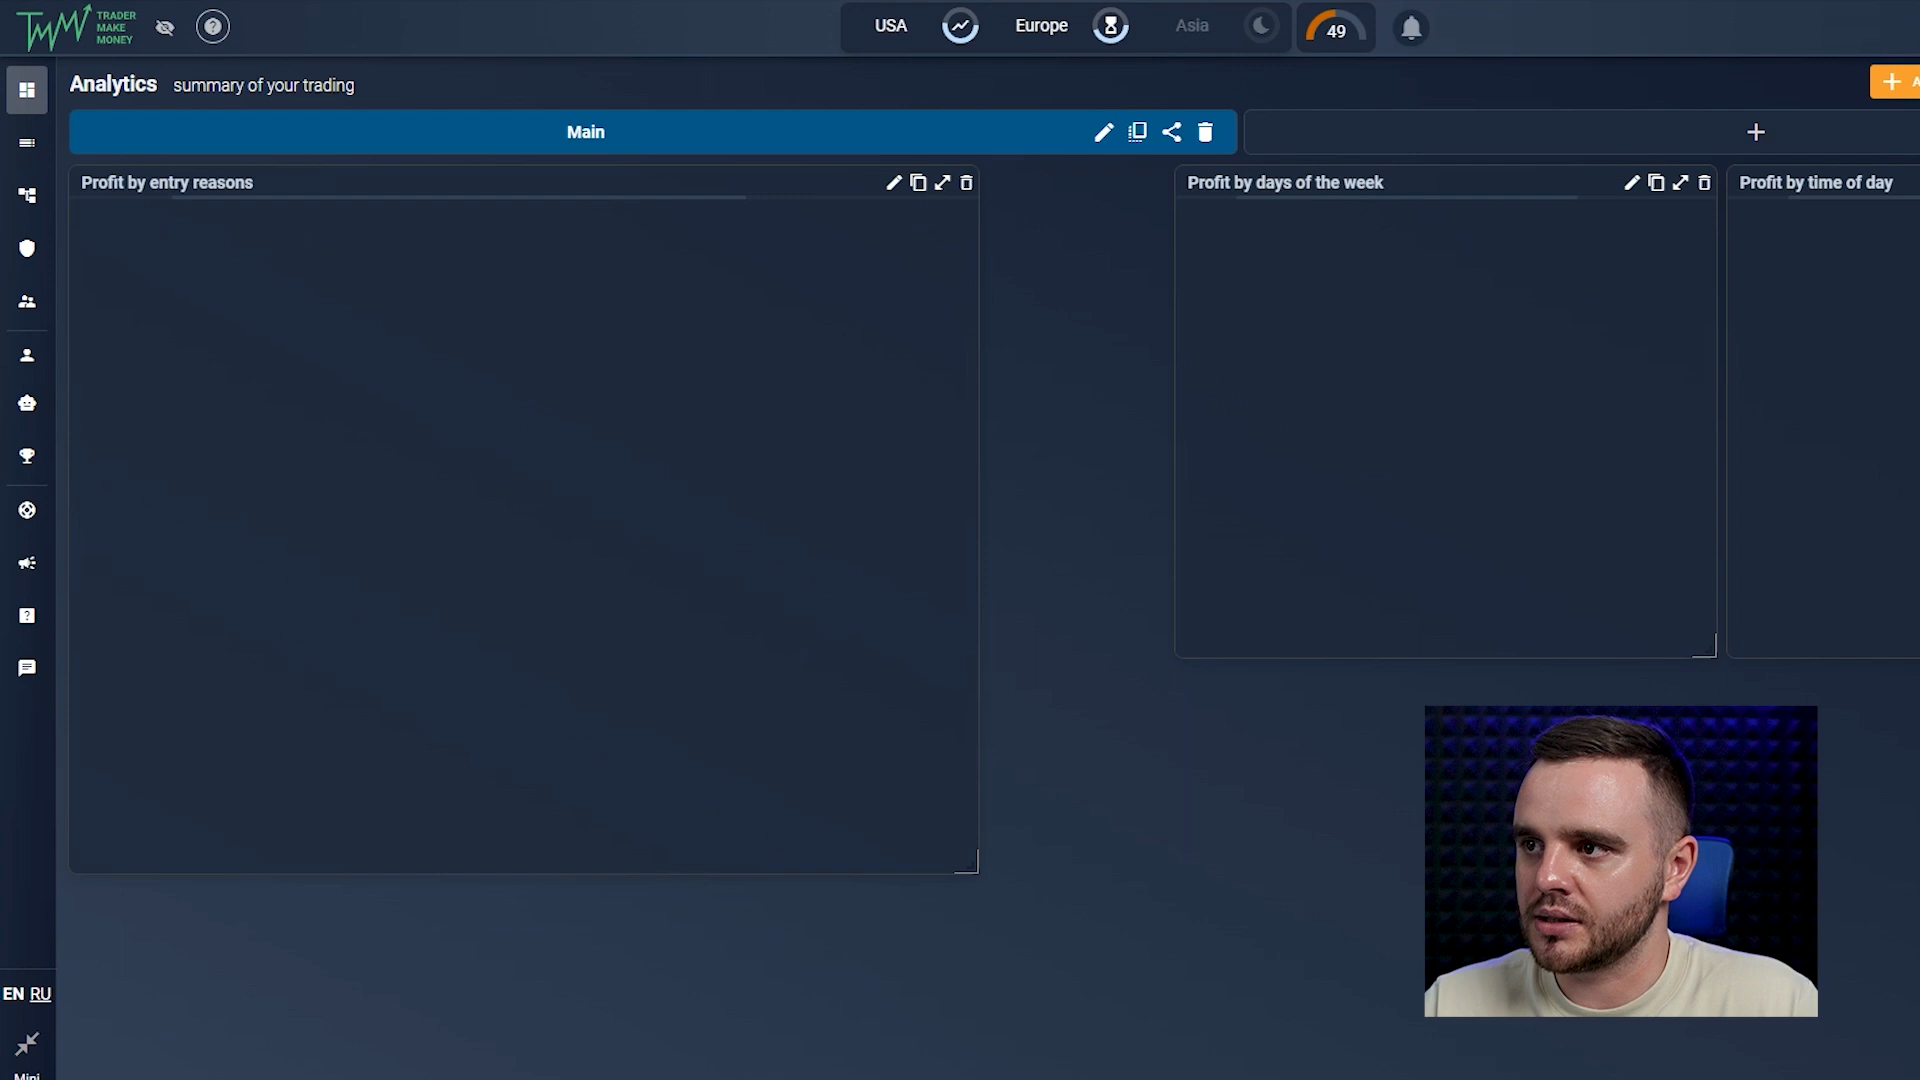 TRADER
MAKE
MONEY
?
USA
Europe
Asia
49
Analytics summary of your trading
Main
Profit by entry reasons
Profit by days of the week
Profit by time of day
?
EN RU